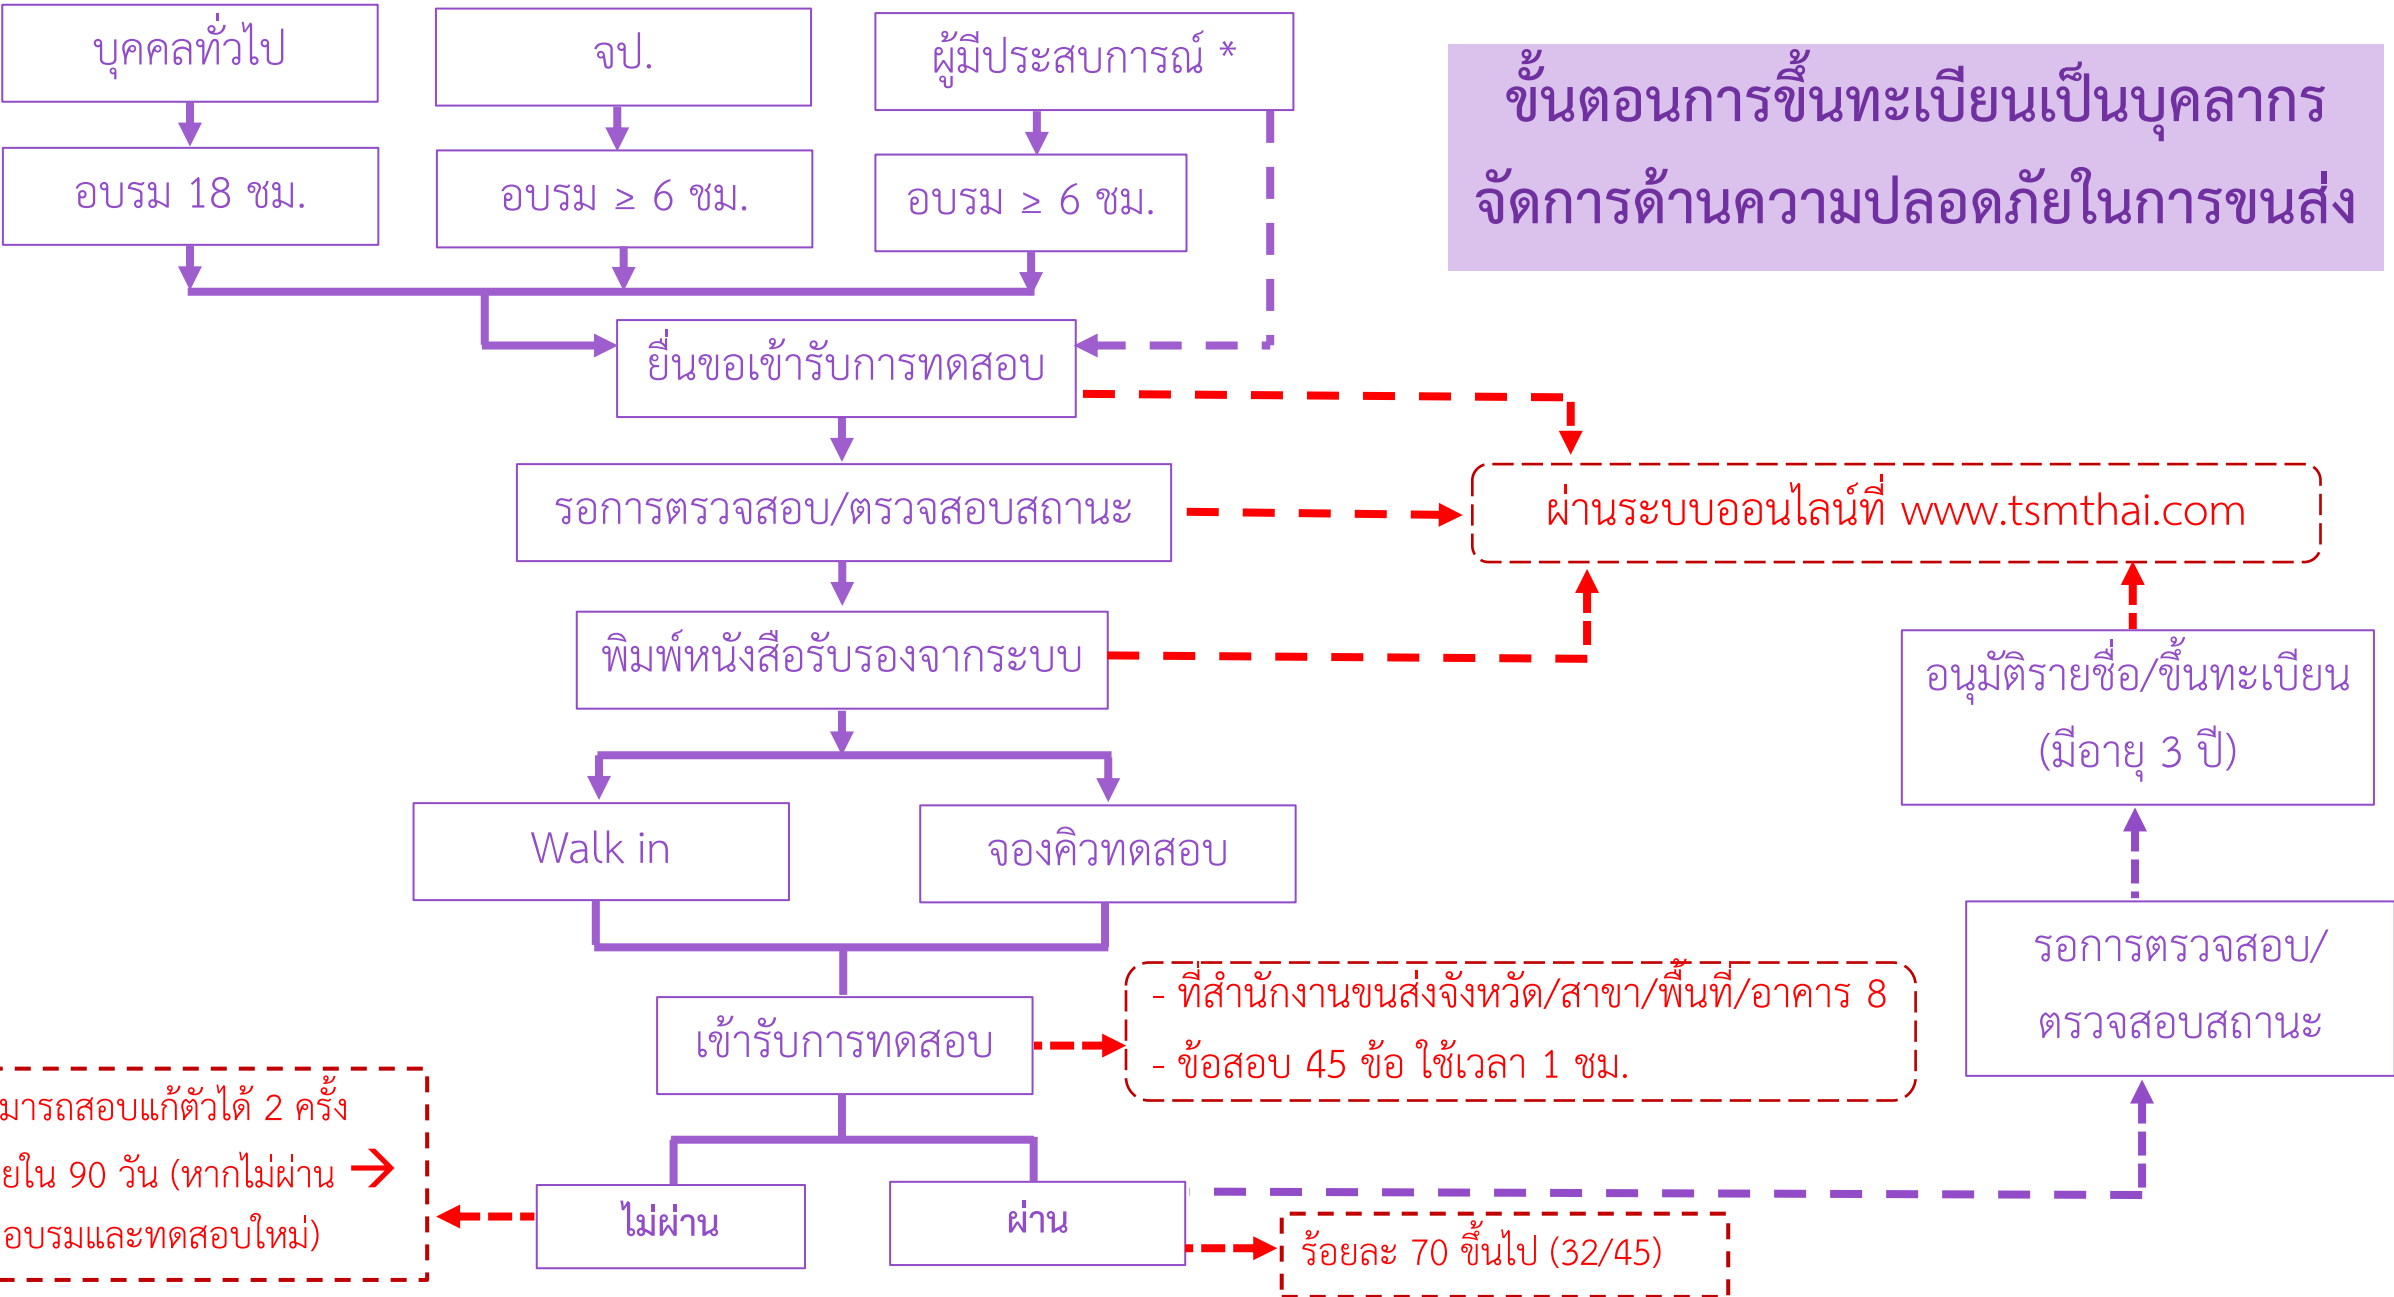 บุคคลทั่วไป
จป.
ผู้มีประสบการณ์ *
ขั้นตอนการขึ้นทะเบียนเป็นบุคลากร
จัดการด้านความปลอดภัยในการขนส่ง
อบรม 18 ชม.
อบรม ≥ 6 ชม.
อบรม ≥ 6 ชม.
ยื่นขอเข้ารับการทดสอบ
รอการตรวจสอบ/ตรวจสอบสถานะ
ผ่านระบบออนไลน์ที่ www.tsmthai.com
พิมพ์หนังสือรับรองจากระบบ
อนุมัติรายชื่อ/ขึ้นทะเบียน
(มีอายุ 3 ปี)
Walk in
จองคิวทดสอบ
รอการตรวจสอบ/
ตรวจสอบสถานะ
เข้ารับการทดสอบ
- ที่สำนักงานขนส่งจังหวัด/สาขา/พื้นที่/อาคาร 8
- ข้อสอบ 45 ข้อ ใช้เวลา 1 ชม.
มารถสอบแก้ตัวได้ 2 ครั้ง
ยใน 90 วัน (หากไม่ผ่าน →
อบรมและทดสอบใหม่)
ไม่ผ่าน
ผ่าน
ร้อยละ 70 ขึ้นไป (32/45)